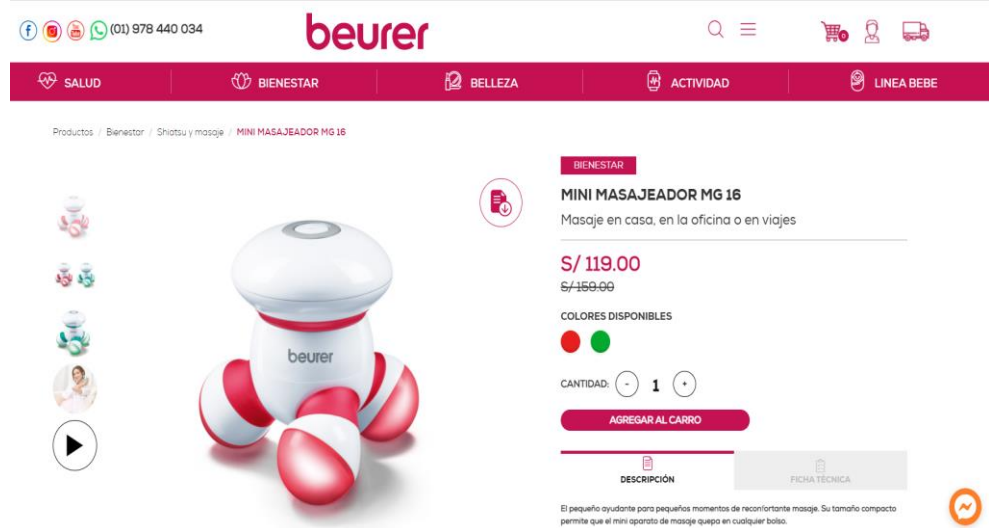 (01) 978 440 034
beurer
0
SALUD
BIENESTAR
BELLEZA
ACTIVIDAD
LINEA BEBE
Productos / Bienestar / Shiatsu y masaje / MINI MASAJEADOR MG 16
BIENESTAR
MINI MASAJEADOR MG 16
Masaje en casa, en la oficina o en viajes
S/ 119.00
S/ 159.00
COLORES DISPONIBLES
CANTIDAD: - 1 +
AGREGAR AL CARRO
beurer
DESCRIPCIÓN
FICHA TÉCNICA
El pequeño ayudante para pequeños momentos de reconfortante masaje. Su tamaño compacto
permite que el mini aparato de masaje quepa en cualquier bolso.